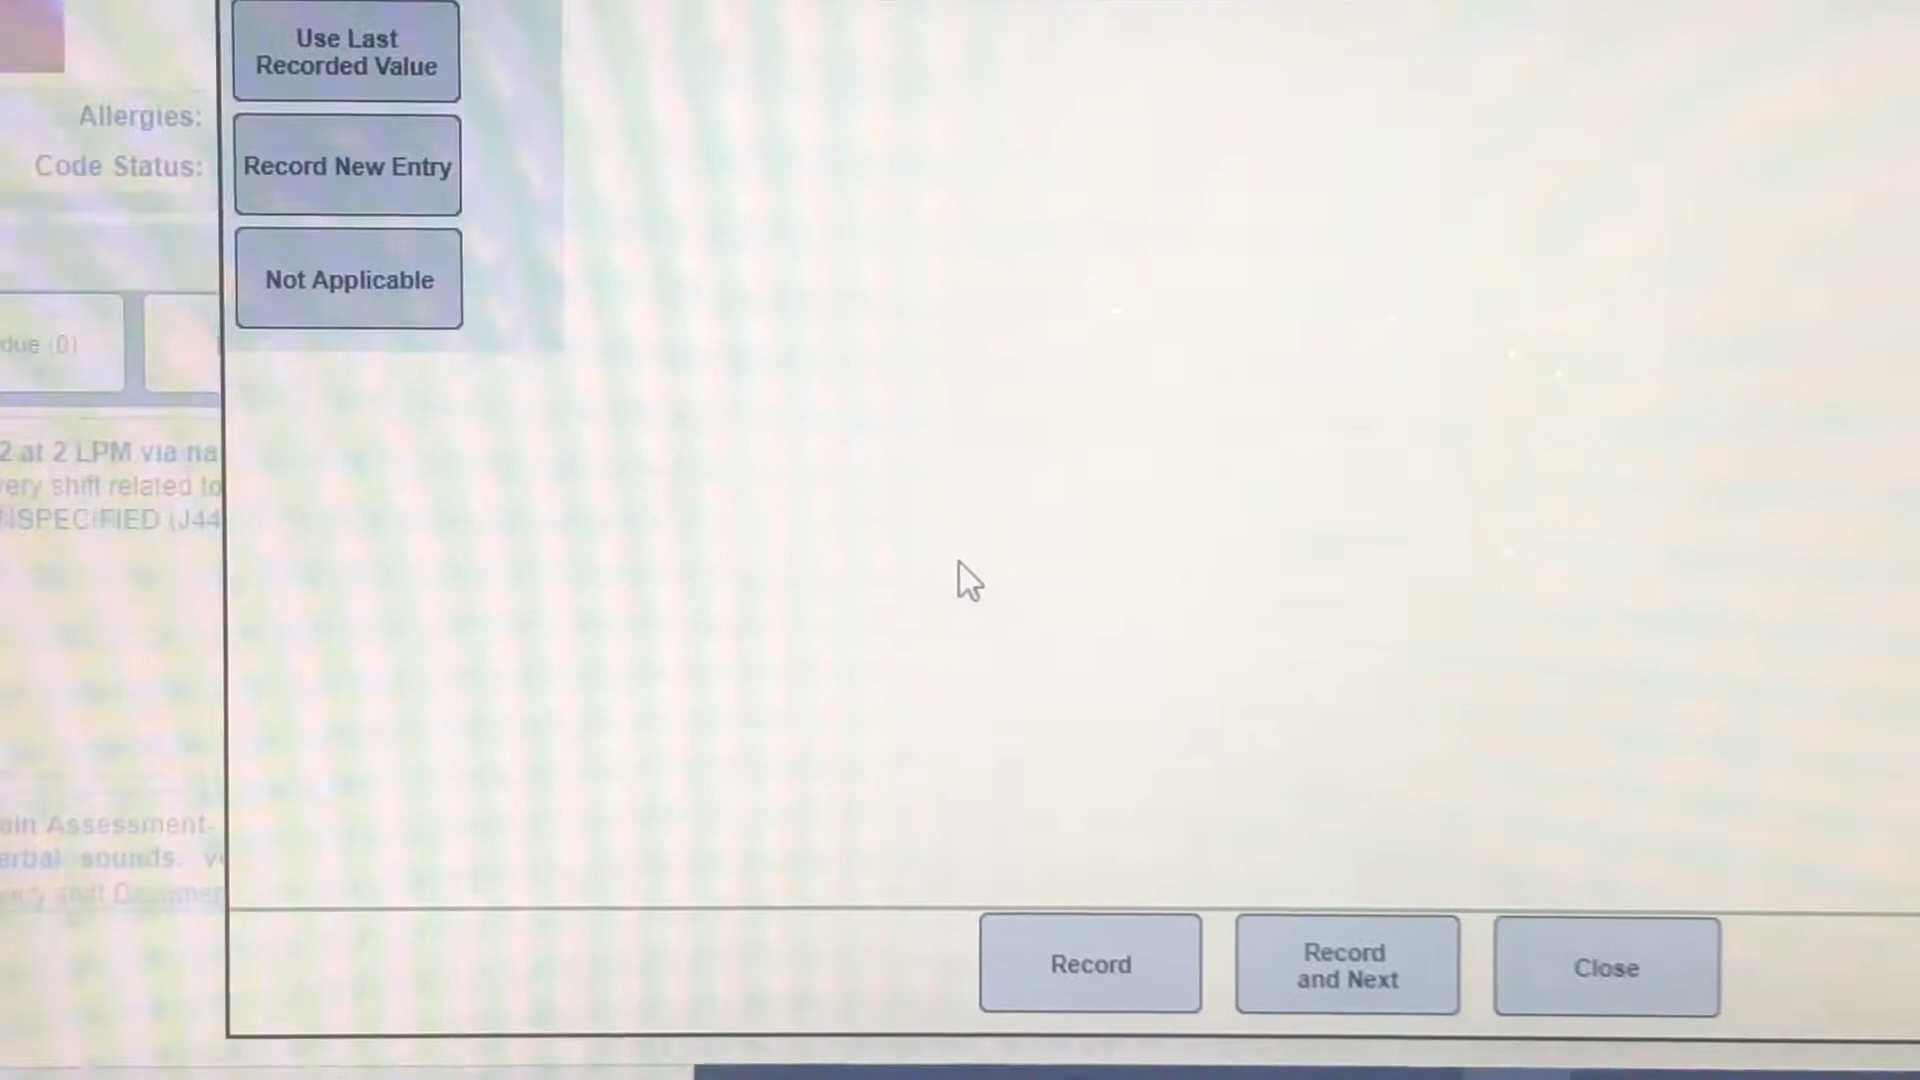 Use Last
Recorded Value
Allergies:
Code Status:
Record New Entry
Not Applicable
due (0)
2 at 2 LPM via na
ery shift related to
NSPECIFIED (J44
ain Assessment-
erbal sounds. v
Record
Record
and Next
Close